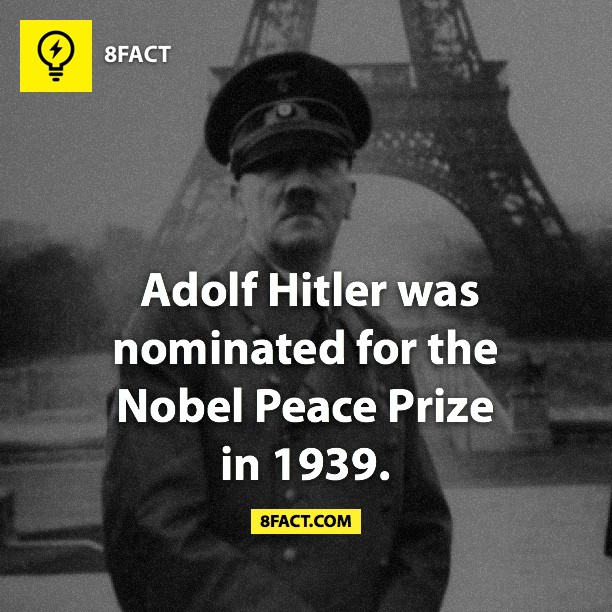 8FACT
Adolf Hitler was
nominated for the
Nobel Peace Prize
in 1939.
8FACT.COM